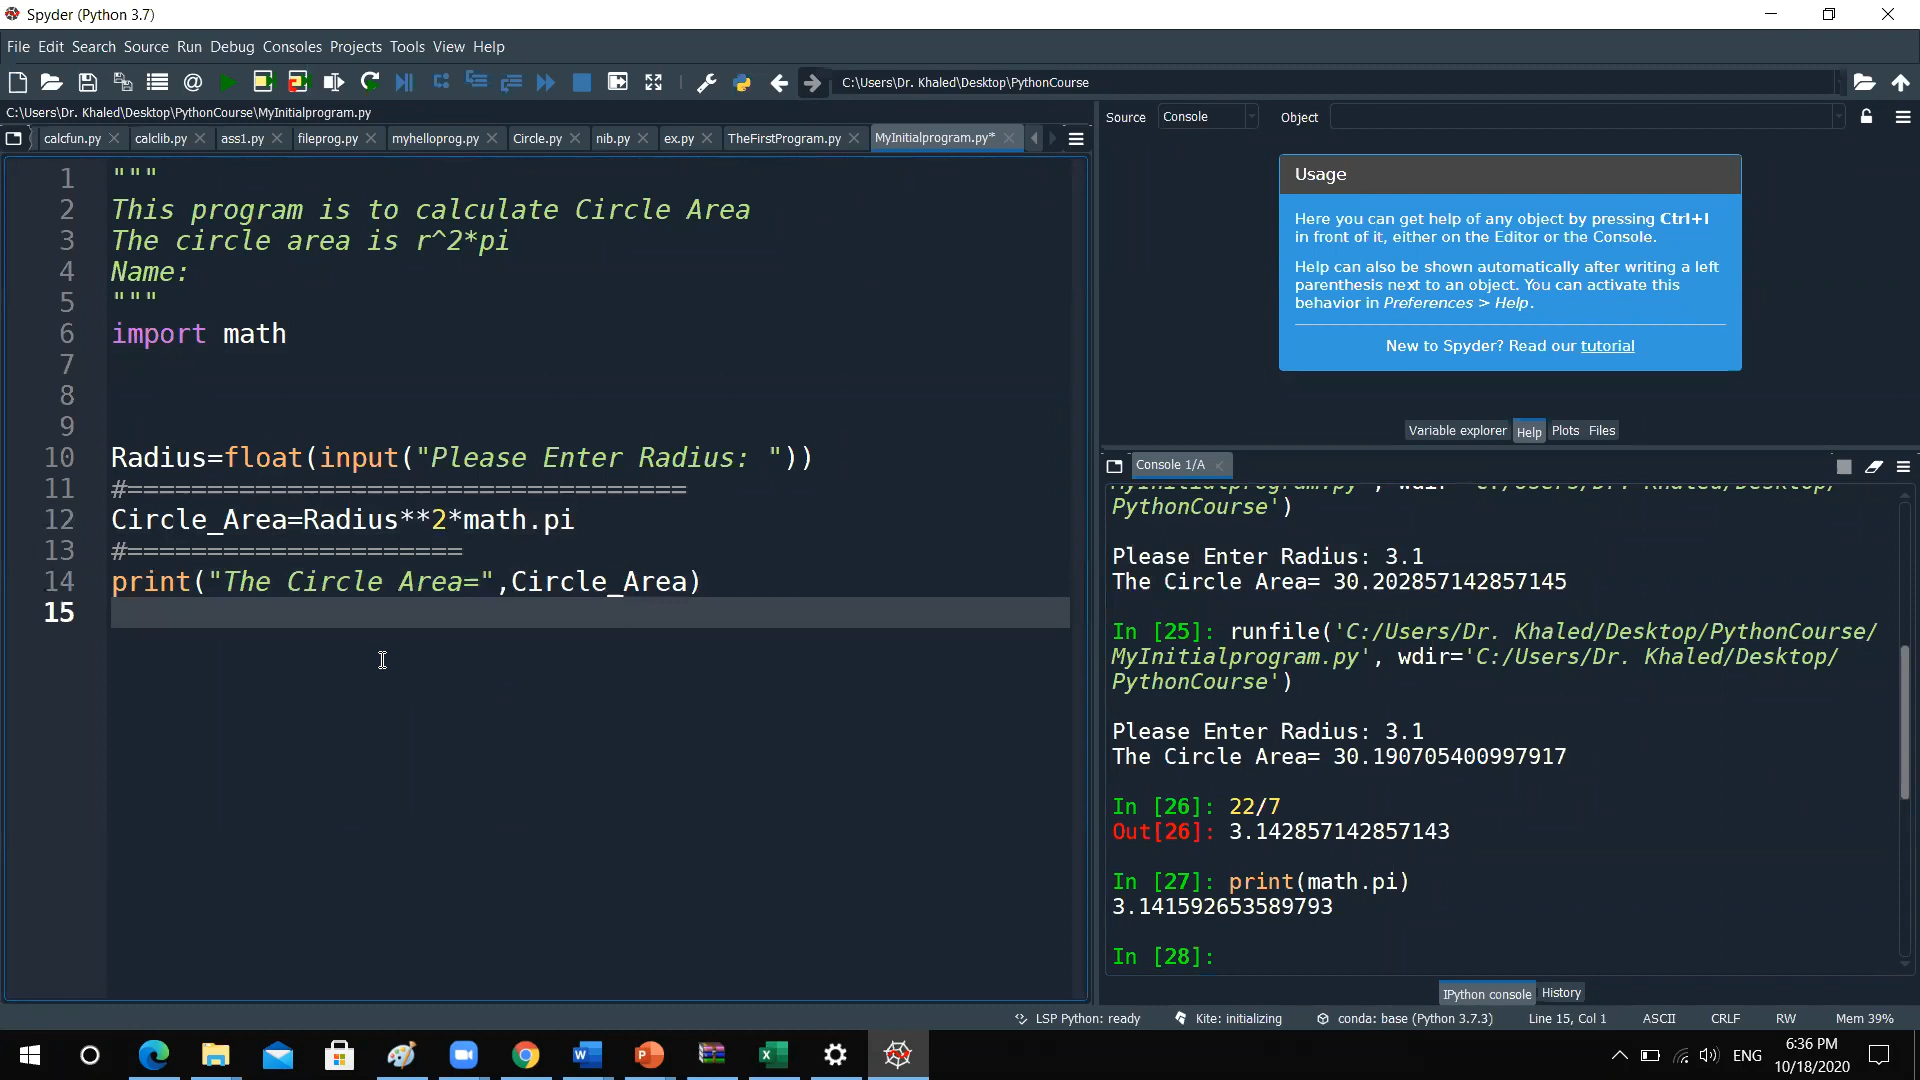 Spyder (Python 3.7)
File Edit Search Source Run Debug Consoles Projects Tools View Help
C:\Users\Dr. Khaled\Desktop\PythonCourse
C:\Users\Dr. Khaled\Desktop\PythonCourse\MyInitialprogram.py
calcfun.py calclib.py ass1.py fileprog.py myhelloprog.py Circle.py nib.py ex.py TheFirstProgram.py MyInitialprogram.py*
1 """
2 This program is to calculate Circle Area
3 The circle area is r^2*pi
4 Name:
5 """
6 import math
7
8
9
10 Radius=float(input("Please Enter Radius: "))
11 #===================================
12 Circle_Area=Radius**2*math.pi
13 #=====================
14 print("The Circle Area=",Circle_Area)
15
Source Console Object
Usage
Here you can get help of any object by pressing Ctrl+I
in front of it, either on the Editor or the Console.
Help can also be shown automatically after writing a left
parenthesis next to an object. You can activate this
behavior in Preferences > Help.
New to Spyder? Read our tutorial
Variable explorer Help Plots Files
Console 1/A
MyInitialprogram.py', wdir='C:/Users/Dr. Khaled/Desktop/
PythonCourse')
Please Enter Radius: 3.1
The Circle Area= 30.202857142857145
In [25]: runfile('C:/Users/Dr. Khaled/Desktop/PythonCourse/
MyInitialprogram.py', wdir='C:/Users/Dr. Khaled/Desktop/
PythonCourse')
Please Enter Radius: 3.1
The Circle Area= 30.190705400997917
In [26]: 22/7
Out[26]: 3.142857142857143
In [27]: print(math.pi)
3.141592653589793
In [28]:
IPython console History
LSP Python: ready Kite: initializing conda: base (Python 3.7.3) Line 15, Col 1 ASCII CRLF RW Mem 39%
ENG
6:36 PM
10/18/2020